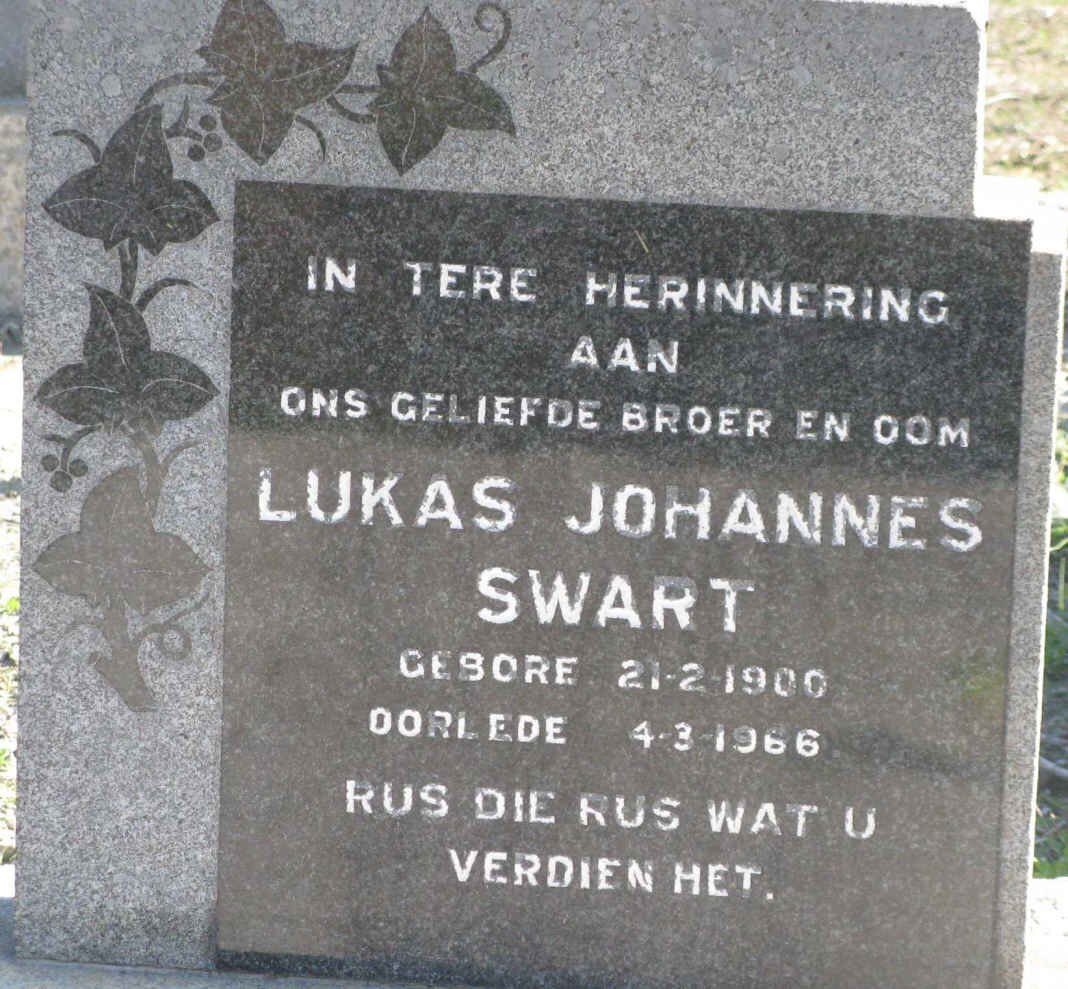 IN TERE HERINNERING
AAN
ONS GELIEFDE BROER EN OOM
LUKAS JOHANNES
SWART
GEBORE 21-2-1900
OORLEDE 4-3-1966
RUS DIE RUS WAT U
VERDIEN HET.